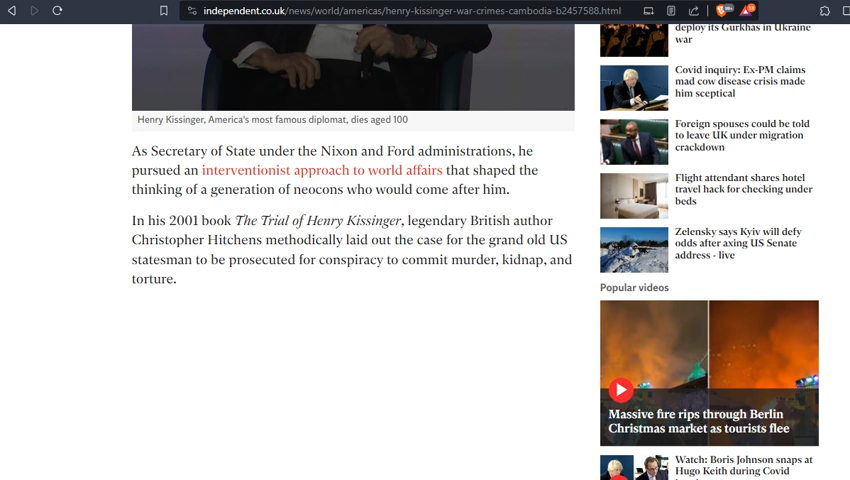 independent.co.uk/news/world/americas/henry-kissinger-war-crimes-cambodia-b2457588.html
Henry Kissinger, America's most famous diplomat, dies aged 100
As Secretary of State under the Nixon and Ford administrations, he
pursued an interventionist approach to world affairs that shaped the
thinking of a generation of neocons who would come after him.
In his 2001 book The Trial of Henry Kissinger, legendary British author
Christopher Hitchens methodically laid out the case for the grand old US
statesman to be prosecuted for conspiracy to commit murder, kidnap, and
torture.
deploy its Gurkhas in Ukraine
war
Covid inquiry: Ex-PM claims
mad cow disease crisis made
him sceptical
Foreign spouses could be told
to leave UK under migration
crackdown
Flight attendant shares hotel
travel hack for checking under
beds
Zelensky says Kyiv will defy
odds after axing US Senate
address - live
Popular videos
Massive fire rips through Berlin
Christmas market as tourists flee
Watch: Boris Johnson snaps at
Hugo Keith during Covid